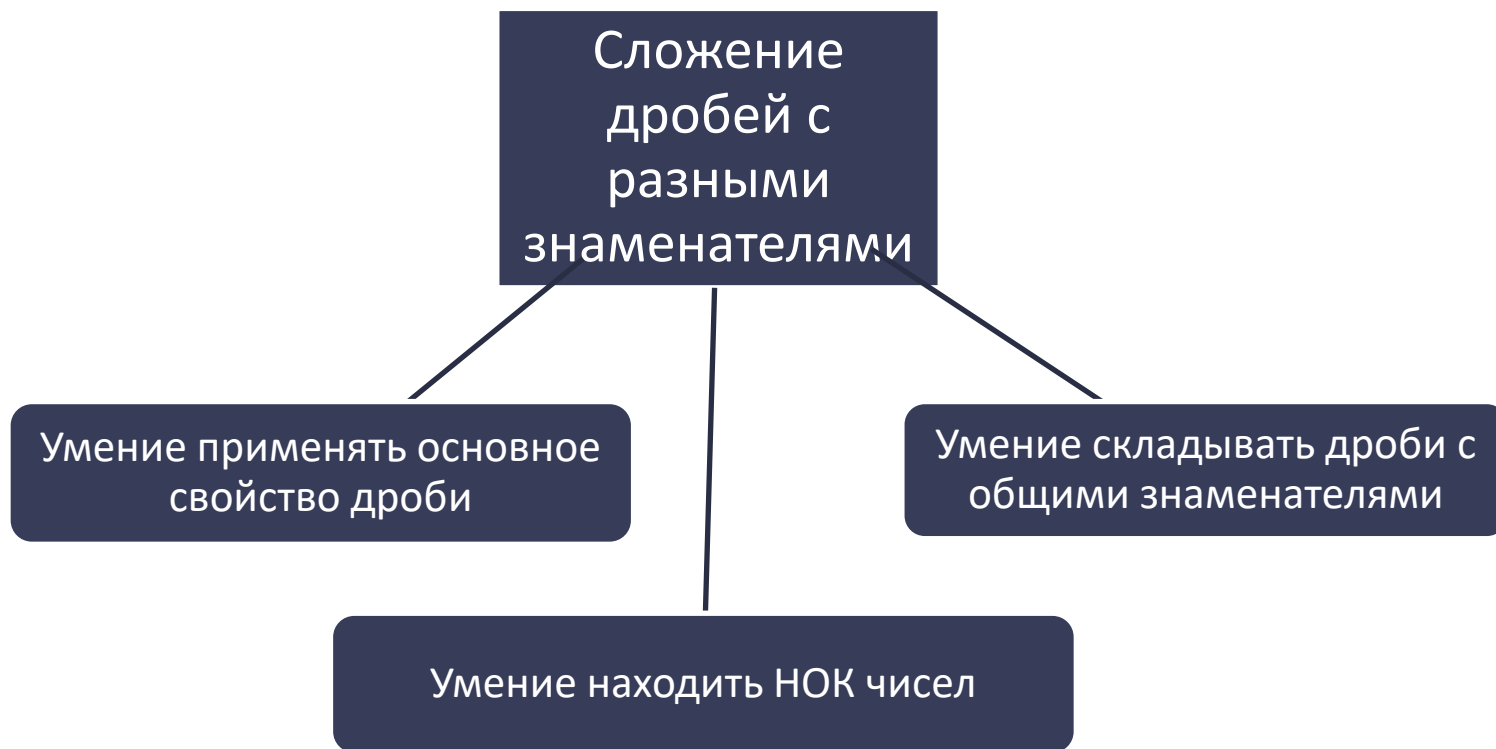 Сложение
дробей с
разными
знаменателями
Умение применять основное
свойство дроби
Умение складывать дроби с
общими знаменателями
Умение находить НОК чисел